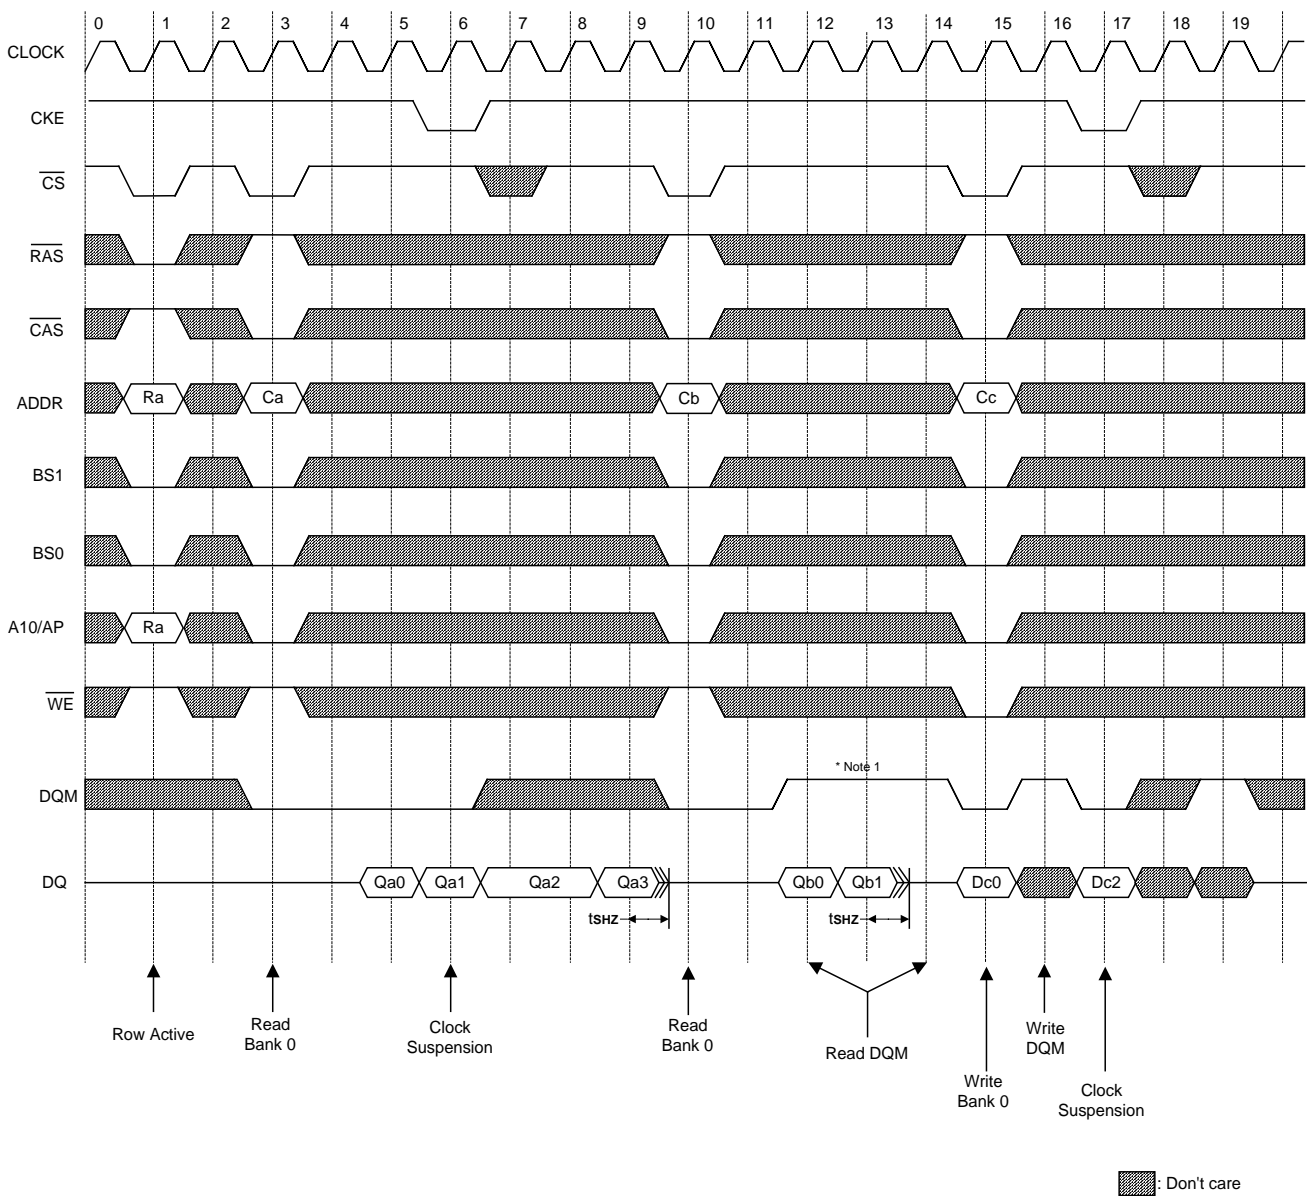 0 1 2 3 4 5 6 7 8 9 10 11 12 13 14 15 16 17 18 19
CLOCK
CKE
CS
RAS
CAS
ADDR Ra Ca Cb Cc
BS1
BS0
A10/AP Ra
WE
* Note 1
DQM
DQ Qa0 Qa1 Qa2 Qa3 Qb0 Qb1 Dc0 Dc2
tSHZ tSHZ
Row Active
Read
Bank 0
Clock
Suspension
Read
Bank 0
Read DQM
Write
Bank 0
Write
DQM
Clock
Suspension
: Don't care